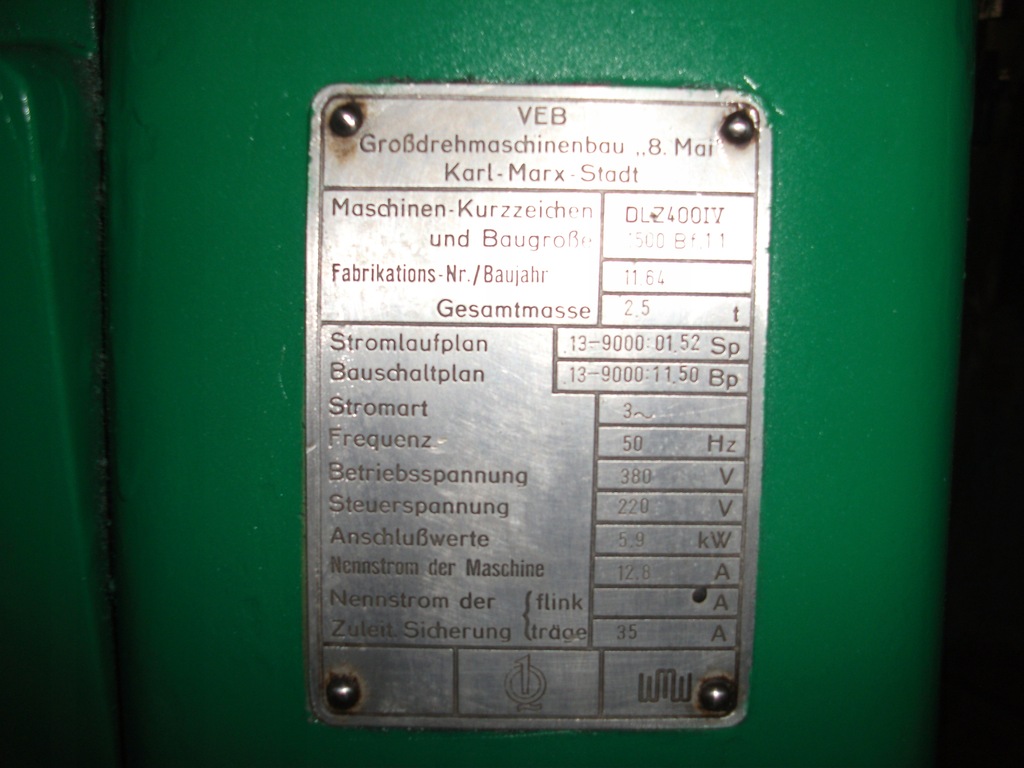 VEB
Großdrehmaschinenbau „8. Mai"
Karl-Marx-Stadt
Maschinen-Kurzzeichen DLZ400IV
und Baugröße 1500 Bf.11
Fabrikations-Nr./Baujahr 11.64
Gesamtmasse 2,5 t
Stromlaufplan 13-9000:01.52 Sp
Bauschaltplan 13-9000:11.50 Bp
Stromart 3~
Frequenz 50 Hz
Betriebsspannung 380 V
Steuerspannung 220 V
Anschlußwerte 5,9 kW
Nennstrom der Maschine 12,8 A
Nennstrom der { flink A
Zuleit. Sicherung träge 35 A
1 Q WMW